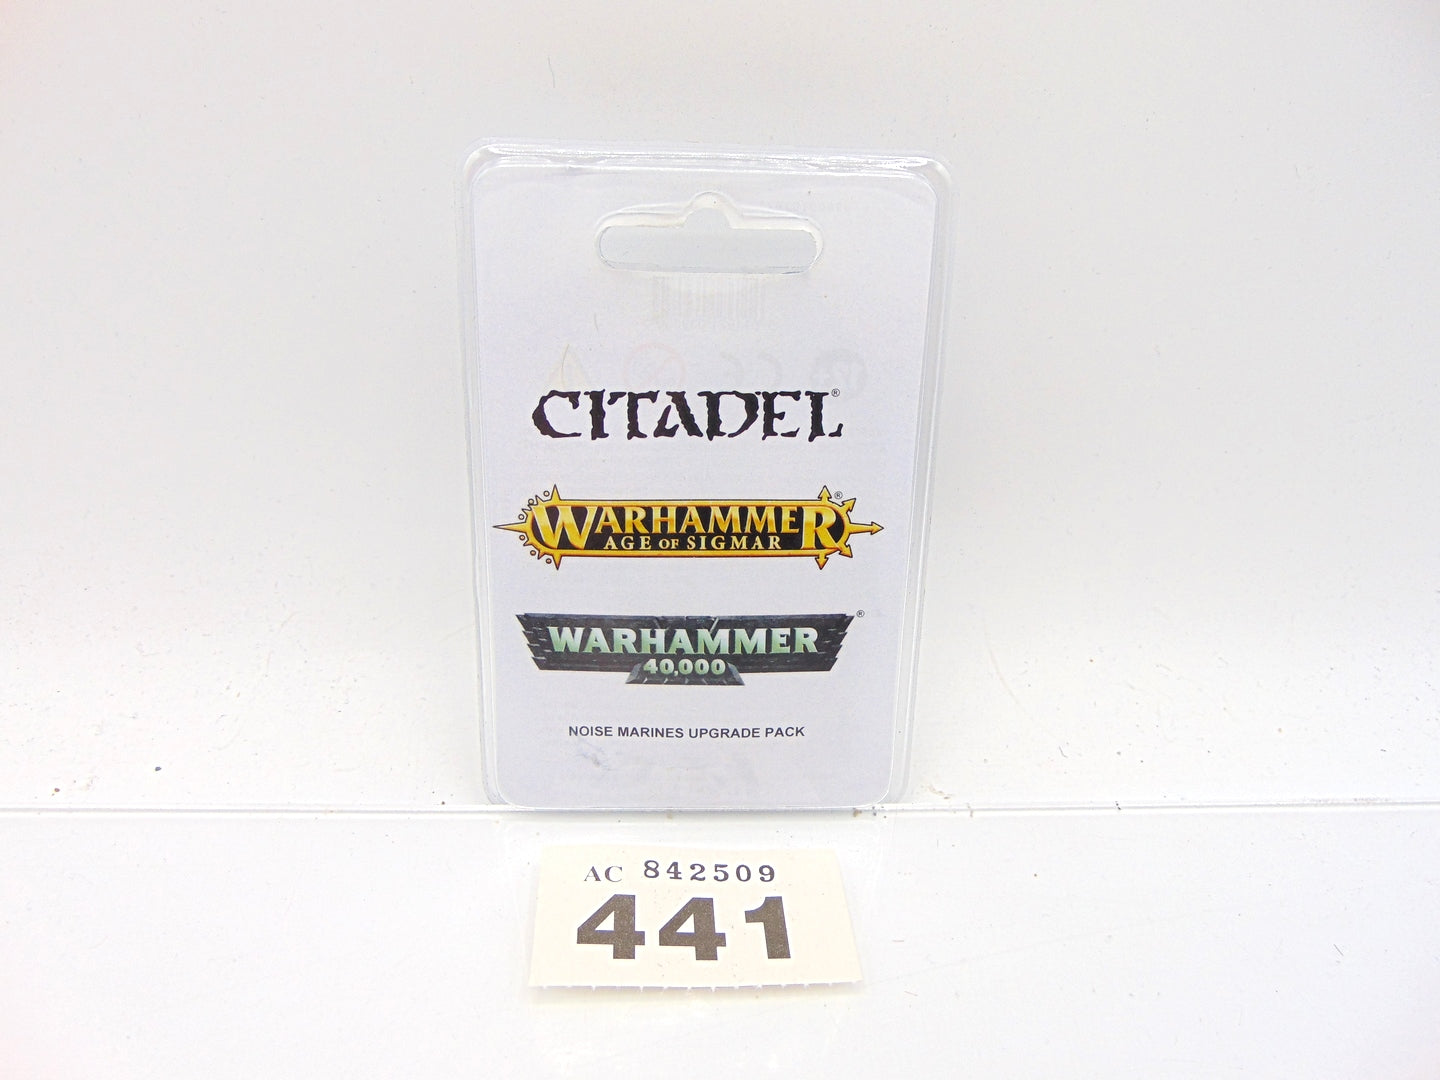 CITADEL®
WARHAMMER®
AGE OF SIGMAR
WARHAMMER®
40,000
NOISE MARINES UPGRADE PACK
AC 842509
441